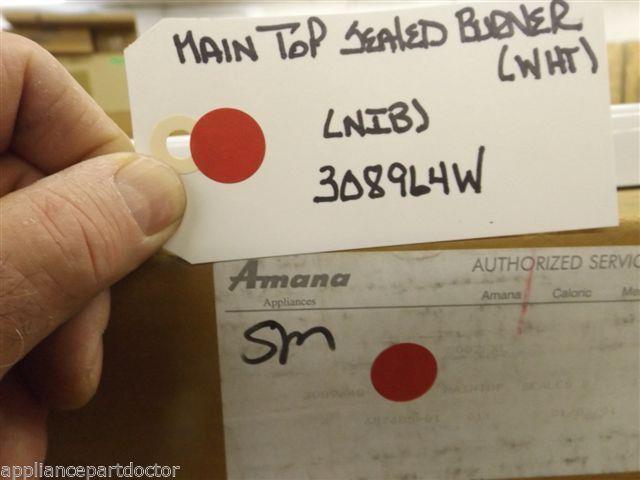 MAIN TOP SEALED BURNER
(WHT)
(NIB)
308964W
Amana
Appliances
AUTHORIZED SERVIC
Amana Caloric
Sm
appliancepartdoctor